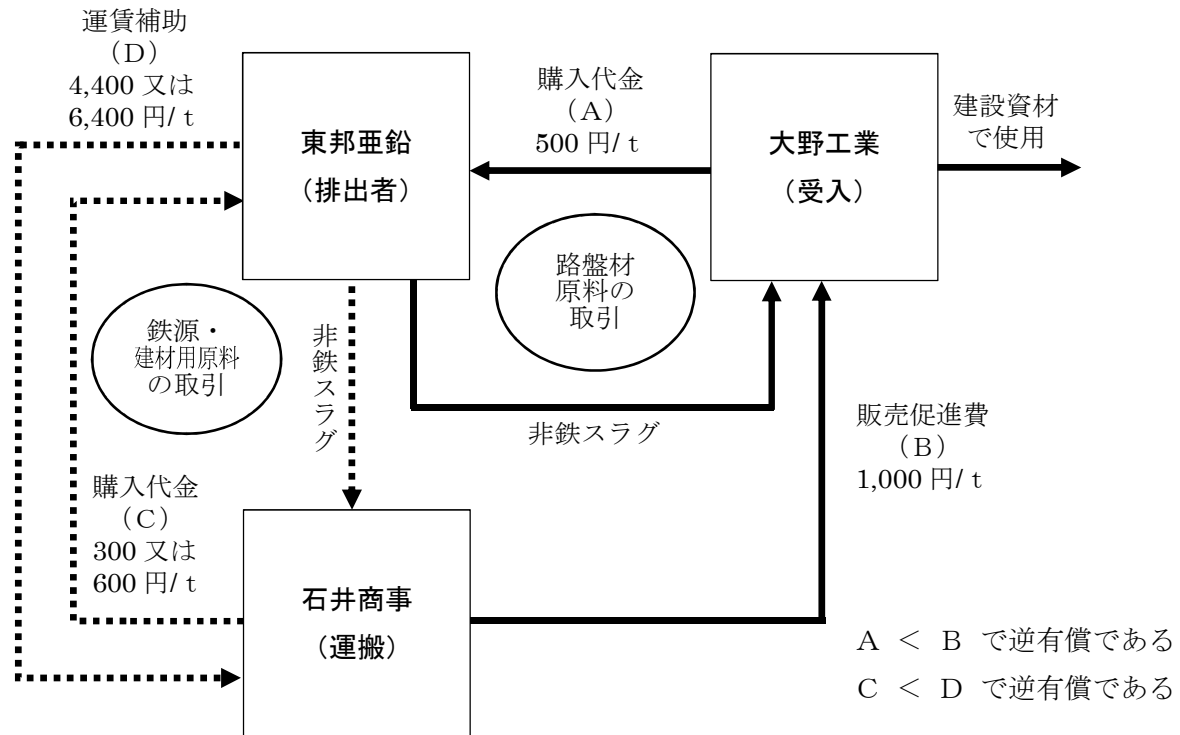 運賃補助
(D)
4,400 又は
6,400 円/ t
東邦亜鉛
(排出者)
購入代金
(A)
500 円/ t
大野工業
(受入)
建設資材
で使用
路盤材
原料の
取引
鉄源・
建材用原料
の取引
非鉄スラグ
非鉄スラグ
販売促進費
(B)
1,000 円/ t
購入代金
(C)
300 又は
600 円/ t
石井商事
(運搬)
A < B で逆有償である
C < D で逆有償である